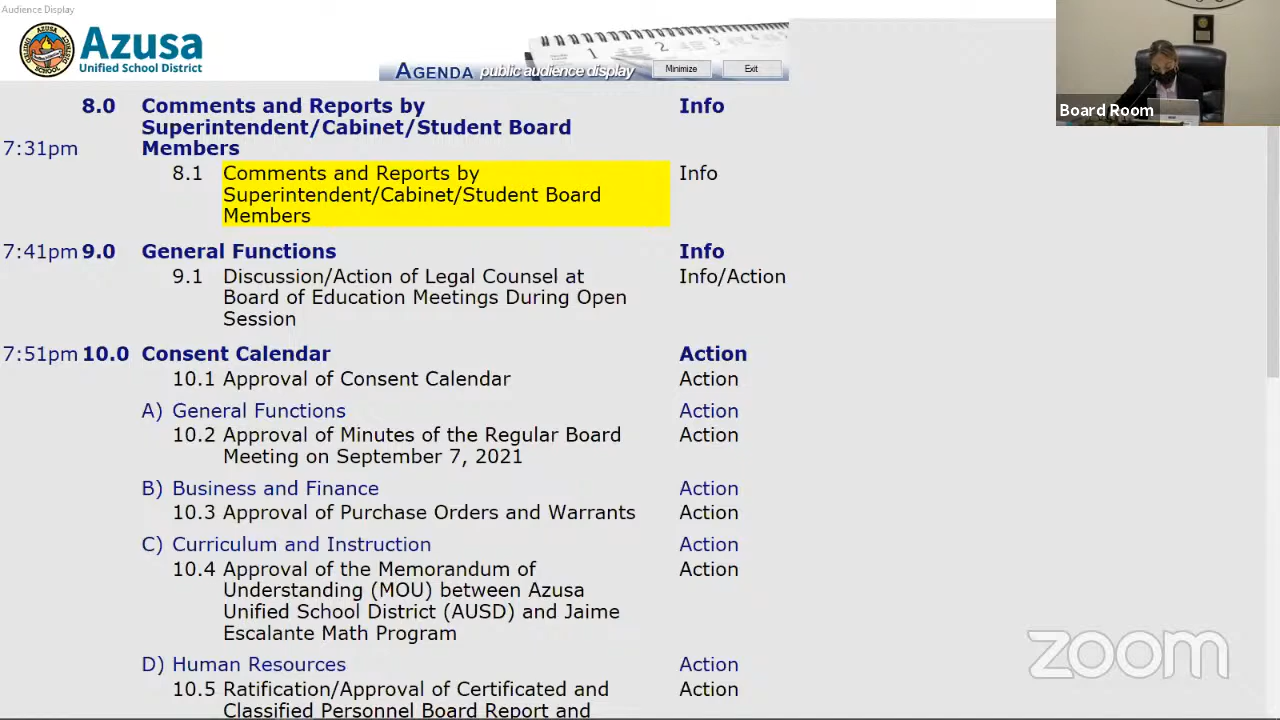 Audience Display
Azusa
Unified School District
AGENDA public audience display
Minimize
Exit
Board Room
8.0 Comments and Reports by Info
Superintendent/Cabinet/Student Board
7:31pm Members
8.1 Comments and Reports by Info
Superintendent/Cabinet/Student Board
Members
7:41pm 9.0 General Functions Info
9.1 Discussion/Action of Legal Counsel at Info/Action
Board of Education Meetings During Open
Session
7:51pm 10.0 Consent Calendar Action
10.1 Approval of Consent Calendar Action
A) General Functions Action
10.2 Approval of Minutes of the Regular Board Action
Meeting on September 7, 2021
B) Business and Finance Action
10.3 Approval of Purchase Orders and Warrants Action
C) Curriculum and Instruction Action
10.4 Approval of the Memorandum of Action
Understanding (MOU) between Azusa
Unified School District (AUSD) and Jaime
Escalante Math Program
D) Human Resources Action
10.5 Ratification/Approval of Certificated and Action
Classified Personnel Board Report and
zoom